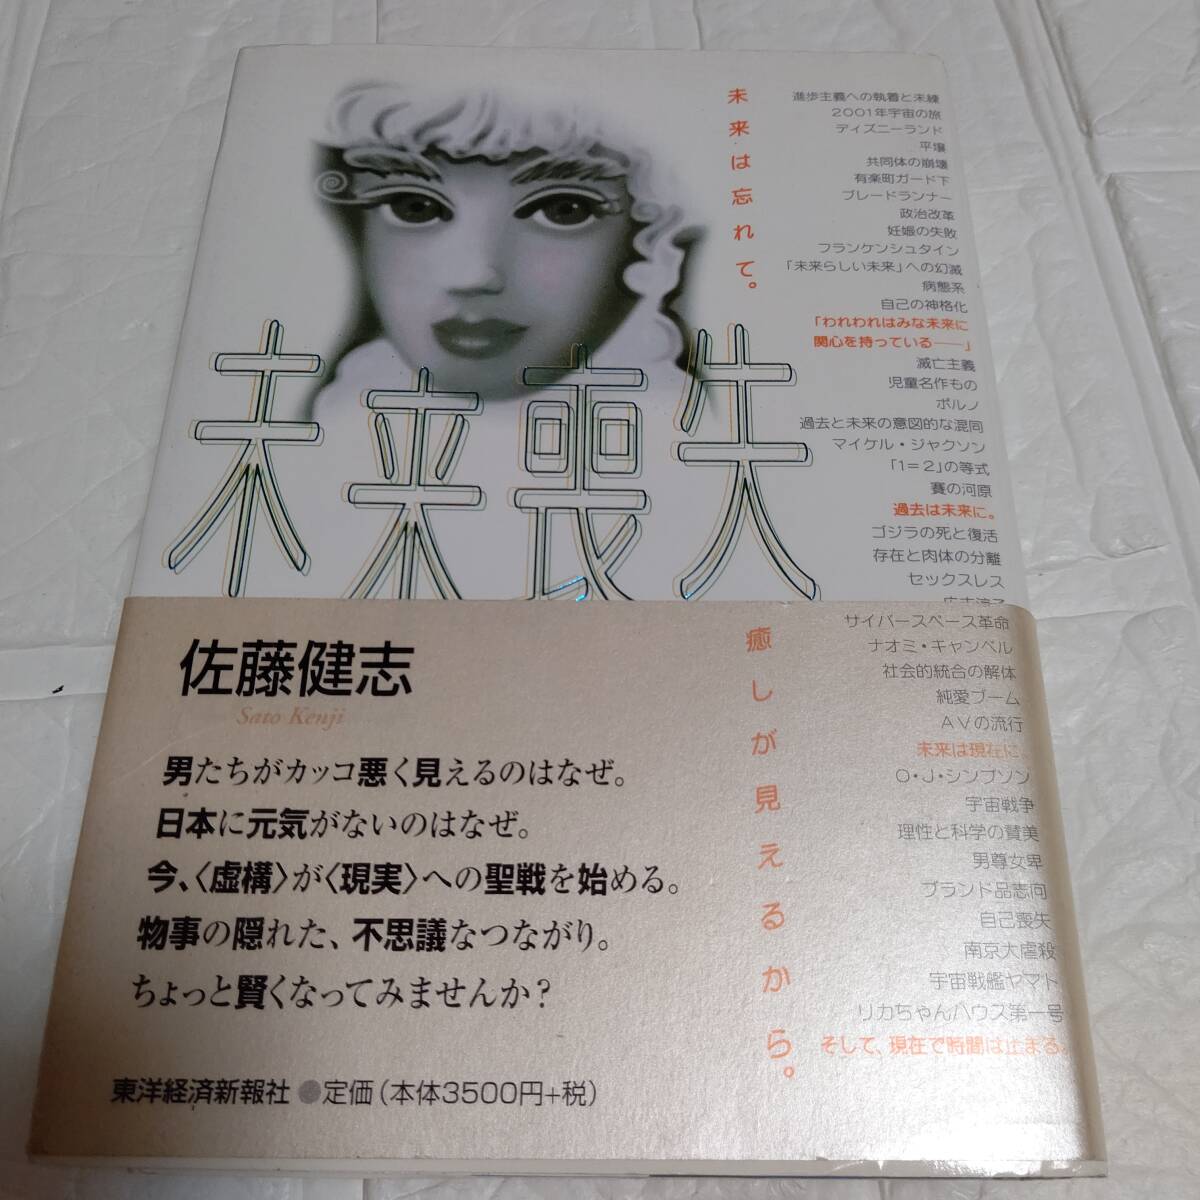 未来は忘れて。
進歩主義への執着と未練
2001年宇宙の旅
ディズニーランド
平壌
共同体の崩壊
有楽町ガード下
ブレードランナー
政治改革
妊娠の失敗
フランケンシュタイン
「未来らしい未来」への幻滅
病態系
自己の神格化
「われわれはみな未来に
関心を持っている――」
滅亡主義
児童名作もの
ポルノ
過去と未来の意図的な混同
マイケル・ジャクソン
「1=2」の等式
賽の河原
過去は未来に。
ゴジラの死と復活
存在と肉体の分離
セックスレス
未来喪失
サイバースペース革命
ナオミ・キャンベル
社会的統合の解体
純愛ブーム
AVの流行
未来は現在に。
O・J・シンプソン
宇宙戦争
理性と科学の賛美
男尊女卑
ブランド品志向
自己喪失
南京大虐殺
宇宙戦艦ヤマト
リカちゃんハウス第一号
そして、現在で時間は止まる。
癒しが見えるから。
佐藤健志
Sato Kenji
男たちがカッコ悪く見えるのはなぜ。
日本に元気がないのはなぜ。
今、〈虚構〉が〈現実〉への聖戦を始める。
物事の隠れた、不思議なつながり。
ちょっと賢くなってみませんか?
東洋経済新報社 ●定価(本体3500円+税)